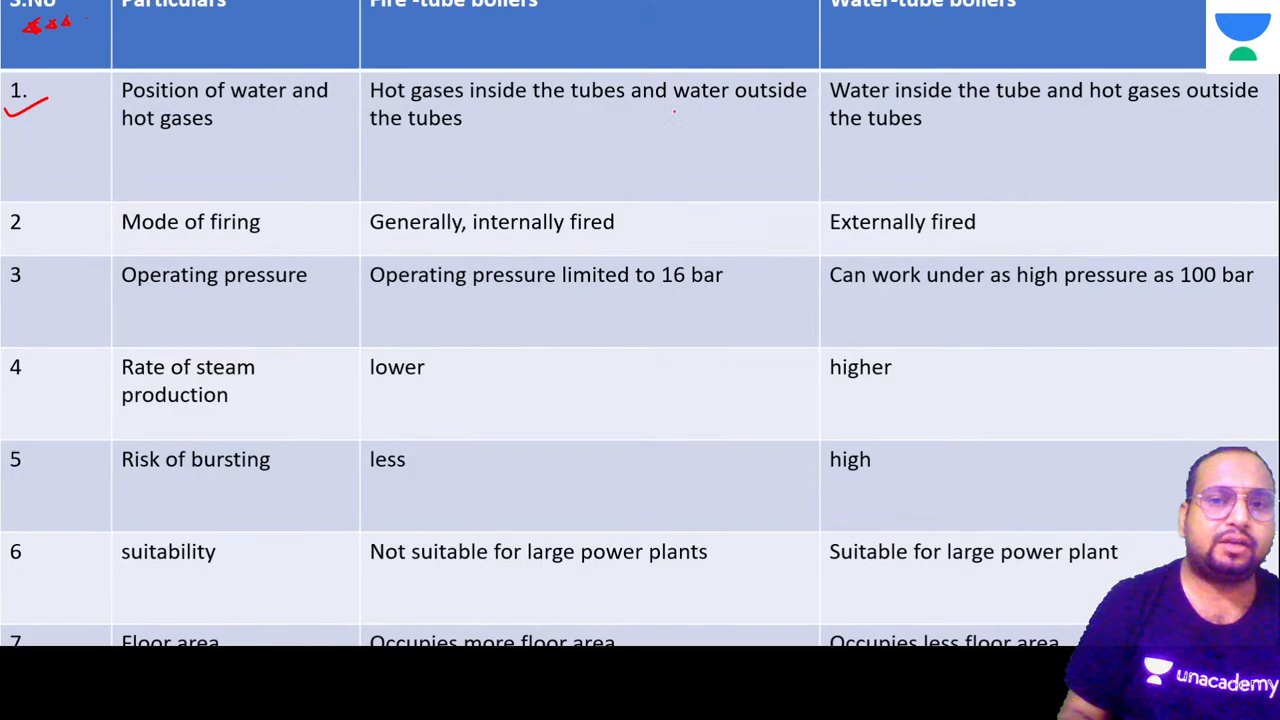 S.No
Particulars
Fire -tube boilers
Water-tube boilers
1.
Position of water and
hot gases
Hot gases inside the tubes and water outside
the tubes
Water inside the tube and hot gases outside
the tubes
2
Mode of firing
Generally, internally fired
Externally fired
3
Operating pressure
Operating pressure limited to 16 bar
Can work under as high pressure as 100 bar
4
Rate of steam
production
lower
higher
5
Risk of bursting
less
high
6
suitability
Not suitable for large power plants
Suitable for large power plant
7
Floor area
Occupies more floor area
Occupies less floor area
unacademy